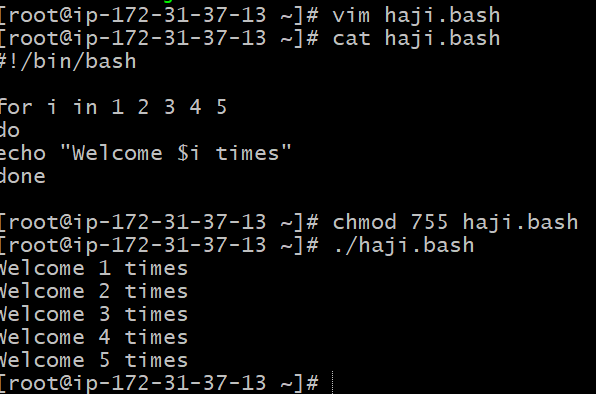 [root@ip-172-31-37-13 ~]# vim haji.bash
[root@ip-172-31-37-13 ~]# cat haji.bash
#!/bin/bash
for i in 1 2 3 4 5
do
echo "Welcome $i times"
done
[root@ip-172-31-37-13 ~]# chmod 755 haji.bash
[root@ip-172-31-37-13 ~]# ./haji.bash
Welcome 1 times
Welcome 2 times
Welcome 3 times
Welcome 4 times
Welcome 5 times
[root@ip-172-31-37-13 ~]#